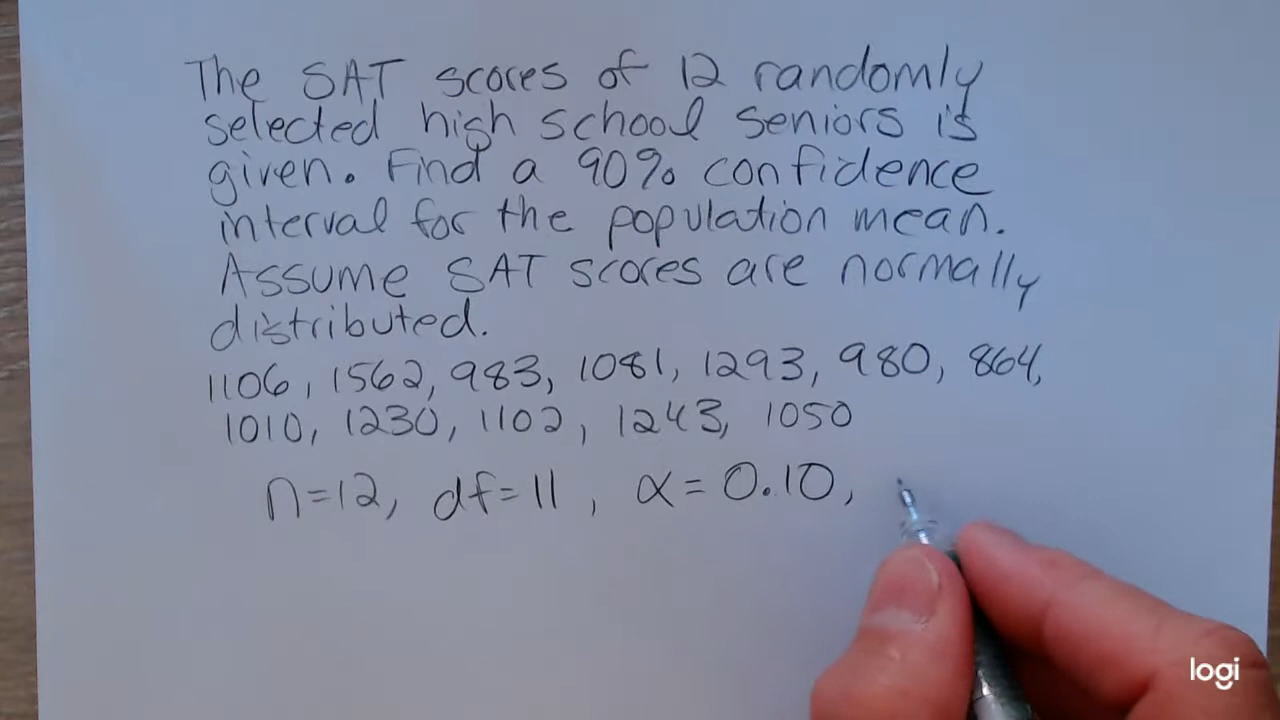 The SAT scores of 12 randomly
selected high school seniors is
given. Find a 90% confidence
interval for the population mean.
Assume SAT scores are normally
distributed.
1106, 1562, 983, 1081, 1293, 980, 864,
1010, 1230, 1102, 1243, 1050
n=12, df=11, α=0.10,
logi